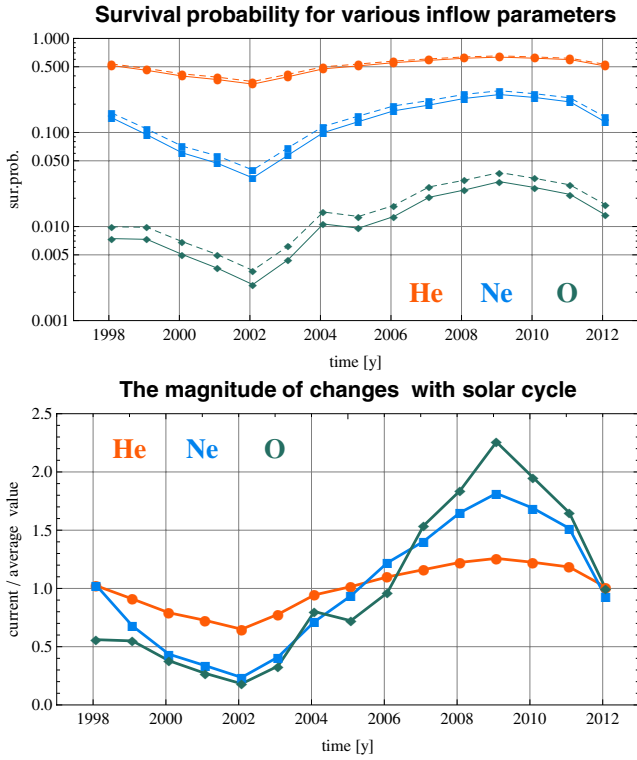 Survival probability for various inflow parameters
1.000
0.500
0.100
0.050
0.010
0.005
0.001
sur.prob.
He Ne O
1998 2000 2002 2004 2006 2008 2010 2012
time [y]
The magnitude of changes with solar cycle
2.5
2.0
1.5
1.0
0.5
0.0
current / average value
He Ne O
1998 2000 2002 2004 2006 2008 2010 2012
time [y]